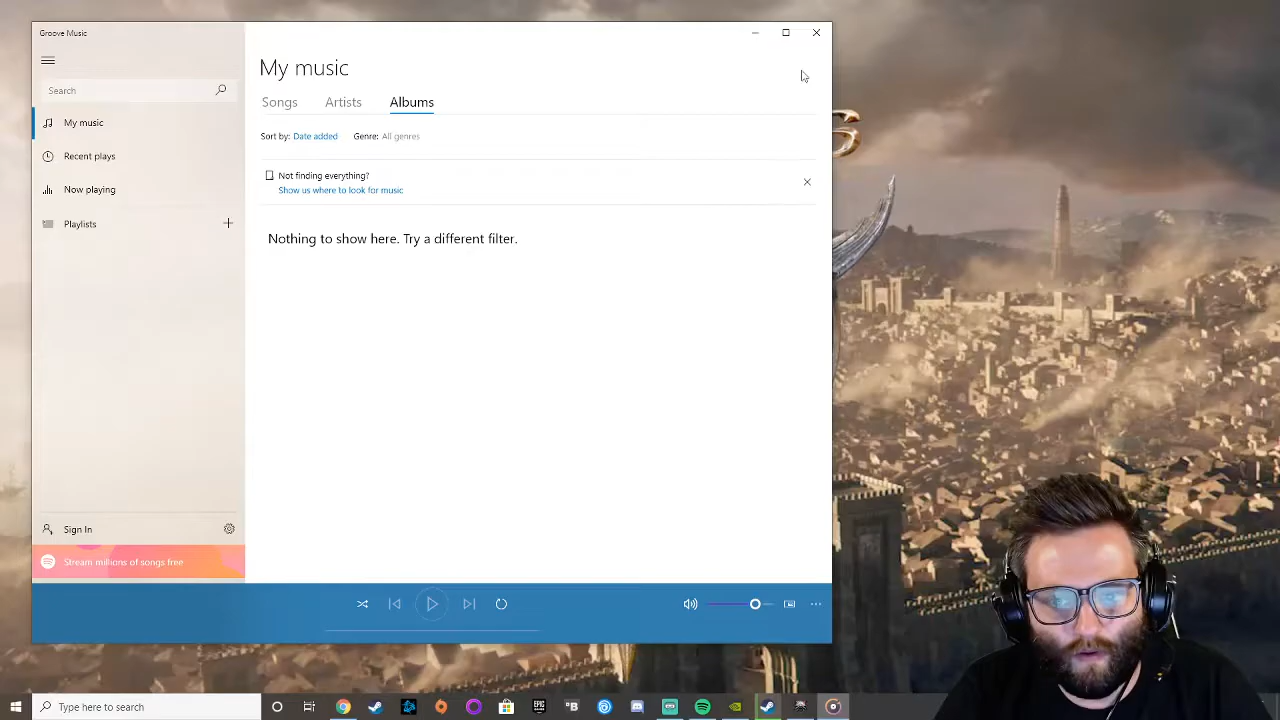 Groove Music
Search
My music
Recent plays
Now playing
Playlists
Sign In
Stream millions of songs free
My music
Songs Artists Albums
Sort by: Date added Genre: All genres
Not finding everything?
Show us where to look for music
Nothing to show here. Try a different filter.
S
Type here to search
EPIC GAMES
B